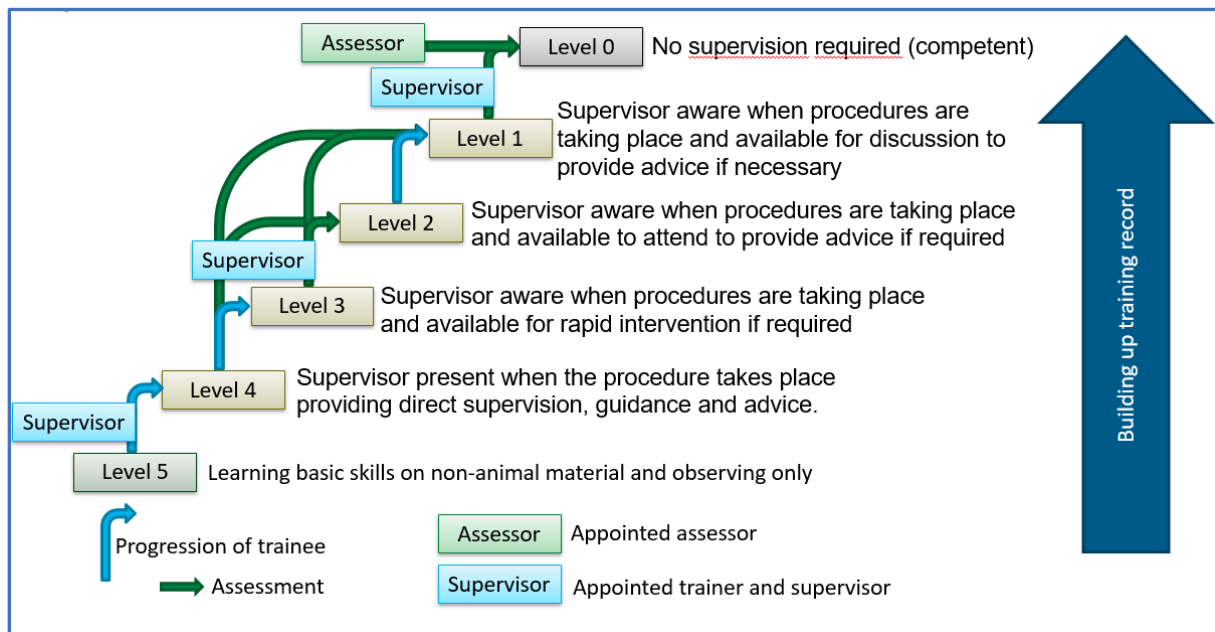 Assessor
Level 0
No supervision required (competent)
Supervisor
Level 1
Supervisor aware when procedures are
taking place and available for discussion to
provide advice if necessary
Level 2
Supervisor aware when procedures are taking place
and available to attend to provide advice if required
Supervisor
Level 3
Supervisor aware when procedures are taking place
and available for rapid intervention if required
Level 4
Supervisor present when the procedure takes place
providing direct supervision, guidance and advice.
Supervisor
Level 5
Learning basic skills on non-animal material and observing only
Progression of trainee
Assessment
Assessor
Appointed assessor
Supervisor
Appointed trainer and supervisor
Building up training record